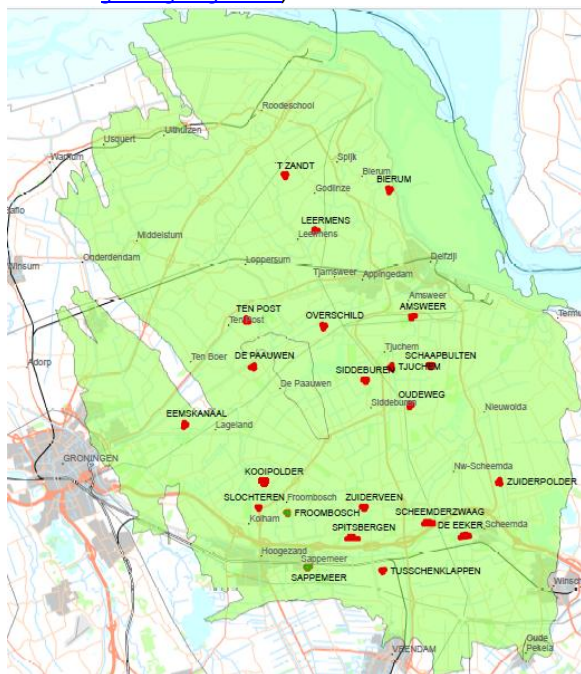 Roodeschool
Usquert
Uithuizen
Warffum
'T ZANDT
Spijk
Bierum
BIERUM
Godlinze
LEERMENS
Leermens
Middelstum
Onderdendam
Winsum
Loppersum
Delfzijl
Tjamsweer
Appingedam
TEN POST
Ten Post
OVERSCHILD
Amsweer
AMSWEER
Adorp
Ten Boer
DE PAAUWEN
De Paauwen
Tjuchem
SCHAAPBULTEN
TJUCHEM
SIDDEBUREN
Siddeburen
OUDEWEG
Nieuwolda
EEMSKANAAL
Lageland
GRONINGEN
KOOIPOLDER
Nw-Scheemda
ZUIDERPOLDER
SLOCHTEREN
Froombosch
FROOMBOSCH
Kolham
ZUIDERVEEN
SCHEEMDERZWAAG
SPITSBERGEN
DE EEKER
Scheemda
Hoogezand
Sappemeer
SAPPEMEER
TUSSCHENKLAPPEN
VEENDAM
Oude
Pekela